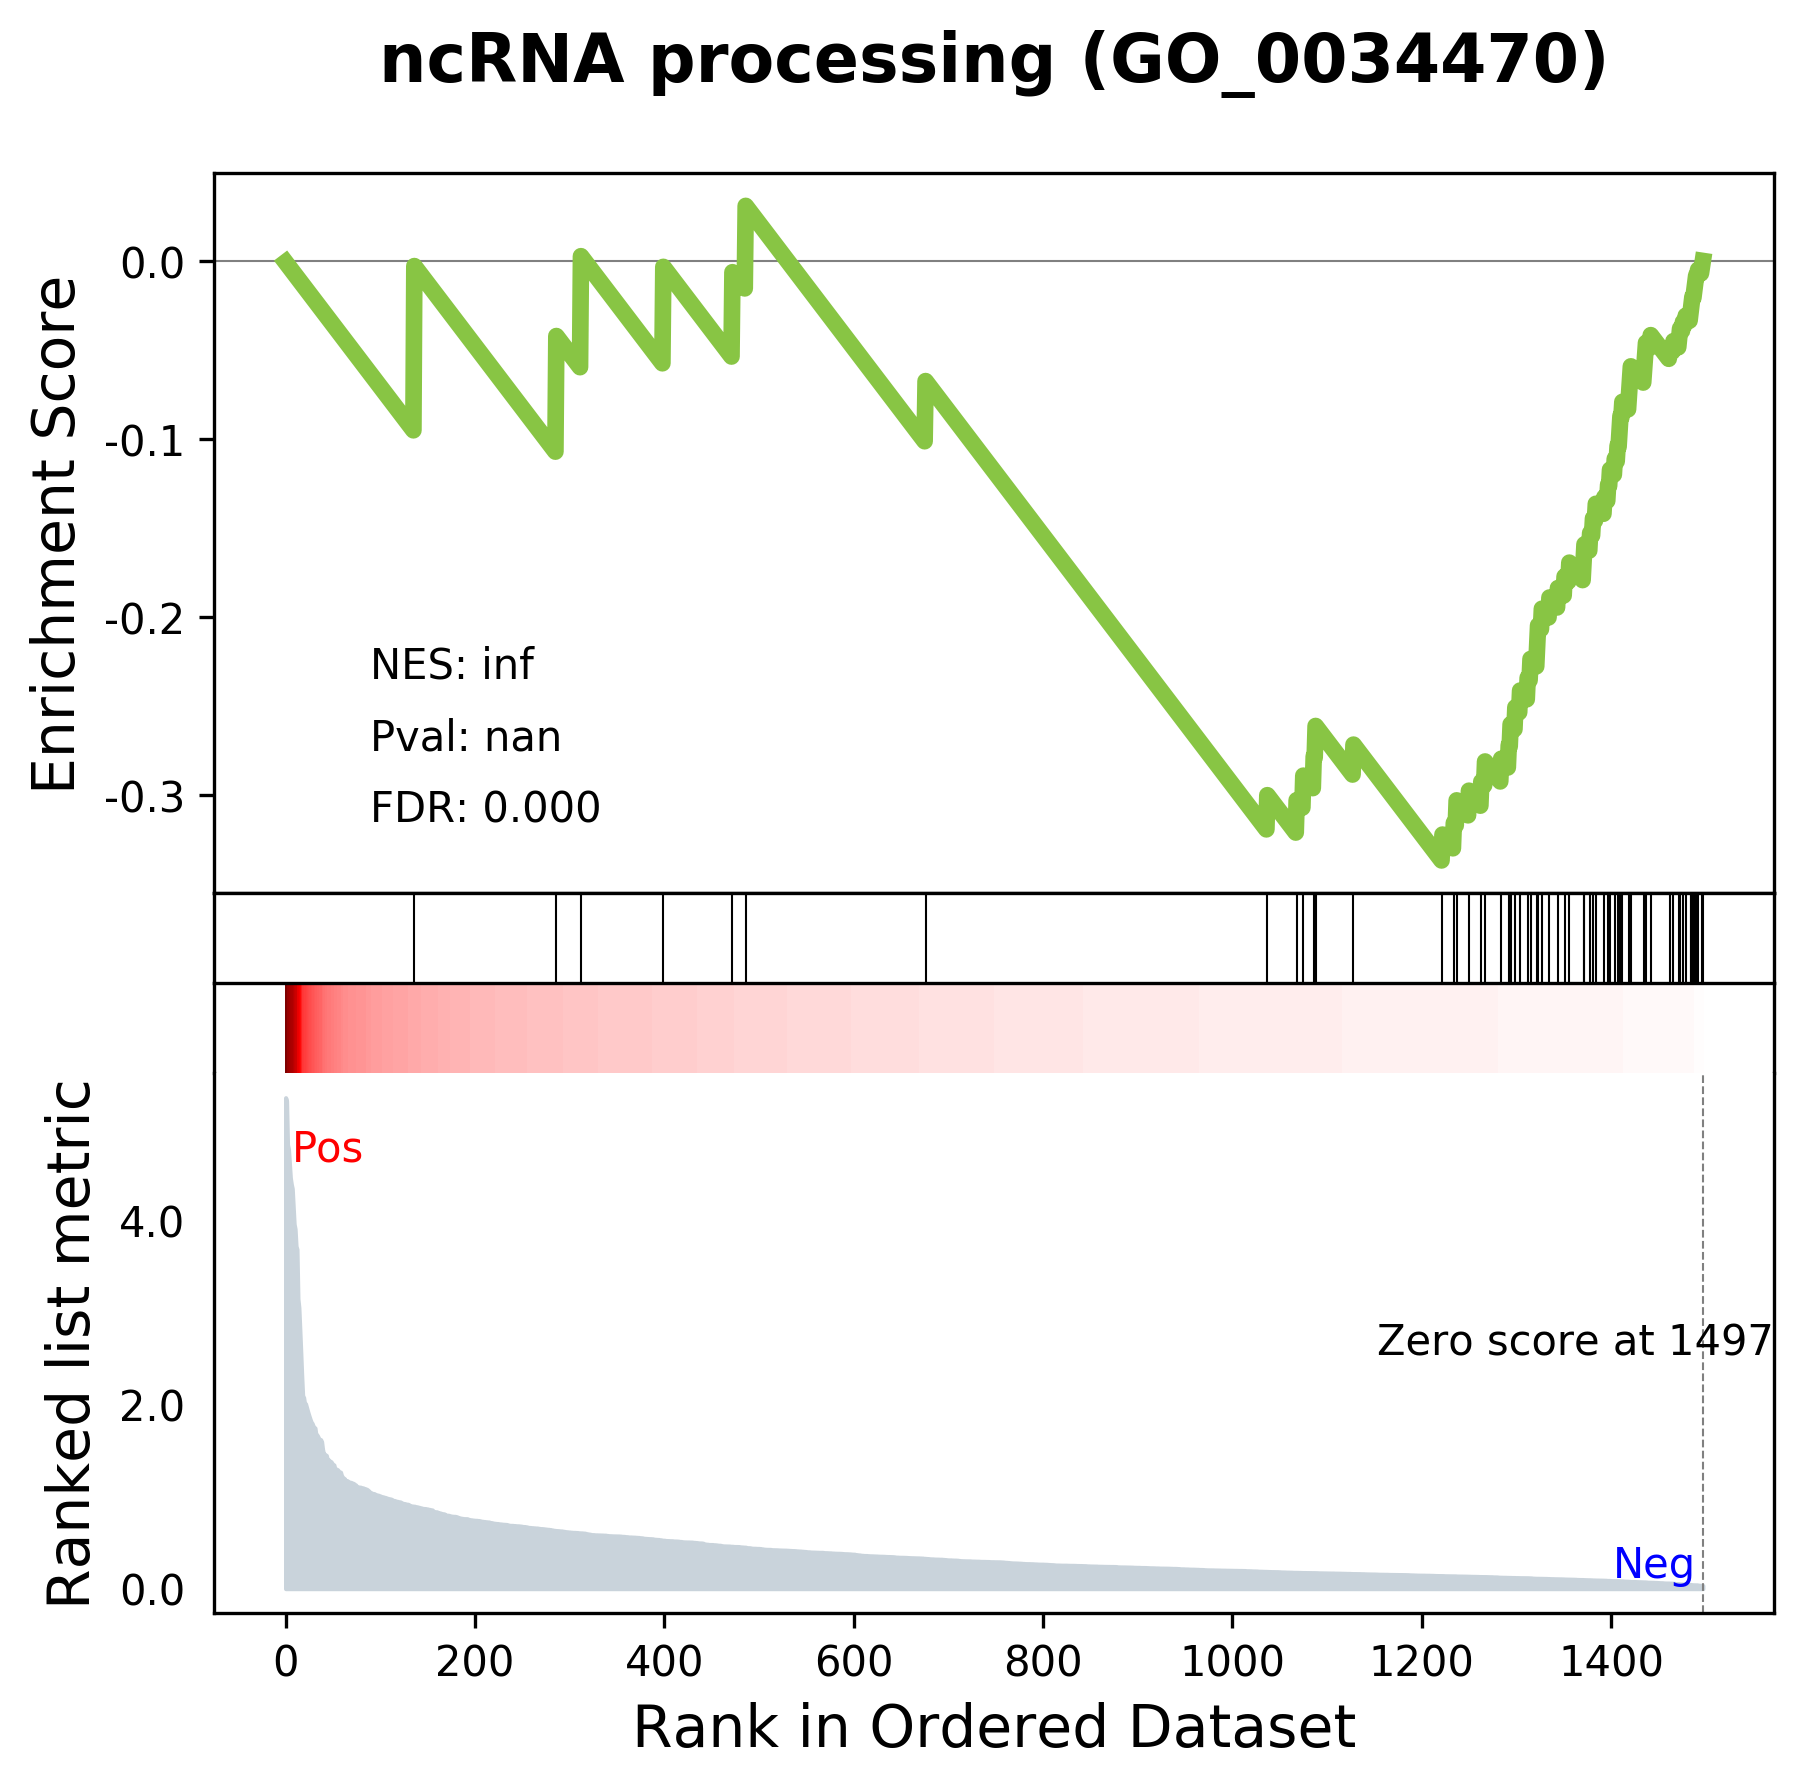 ncRNA processing (GO_0034470)
Enrichment Score
0.0
-0.1
-0.2
-0.3
NES: inf
Pval: nan
FDR: 0.000
Ranked list metric
Pos
4.0
2.0
0.0
Zero score at 1497
Neg
0 200 400 600 800 1000 1200 1400
Rank in Ordered Dataset